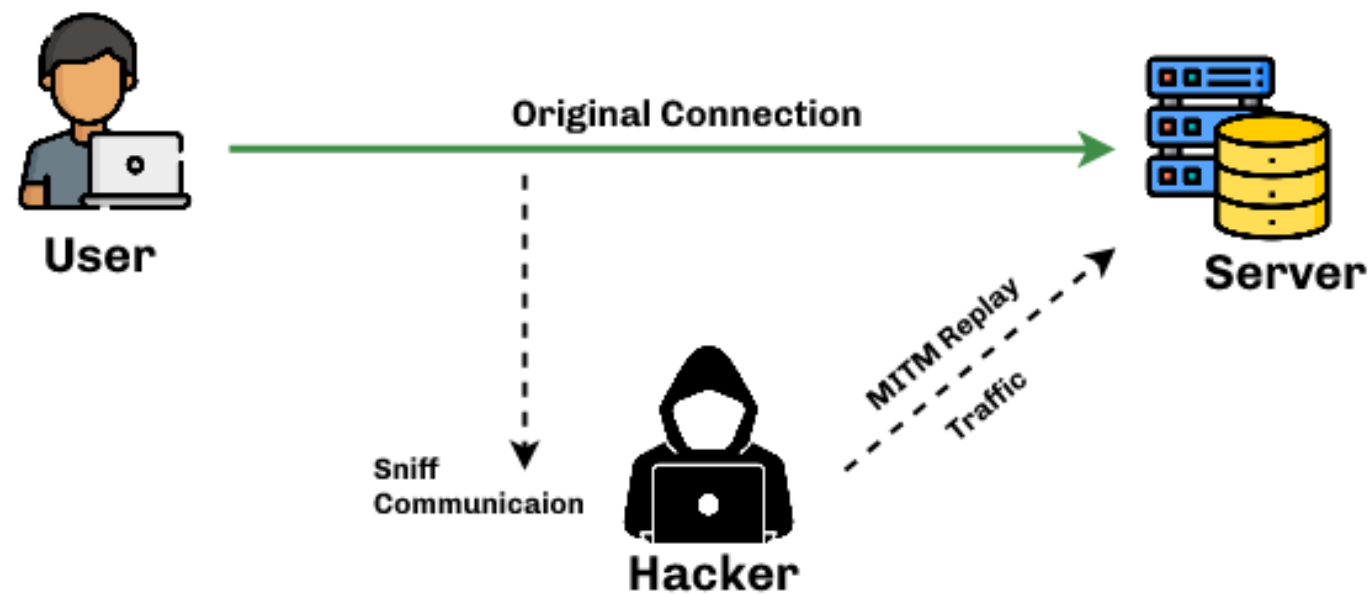 Original Connection
User
Server
MITM Replay
Traffic
Sniff
Communicaion
Hacker